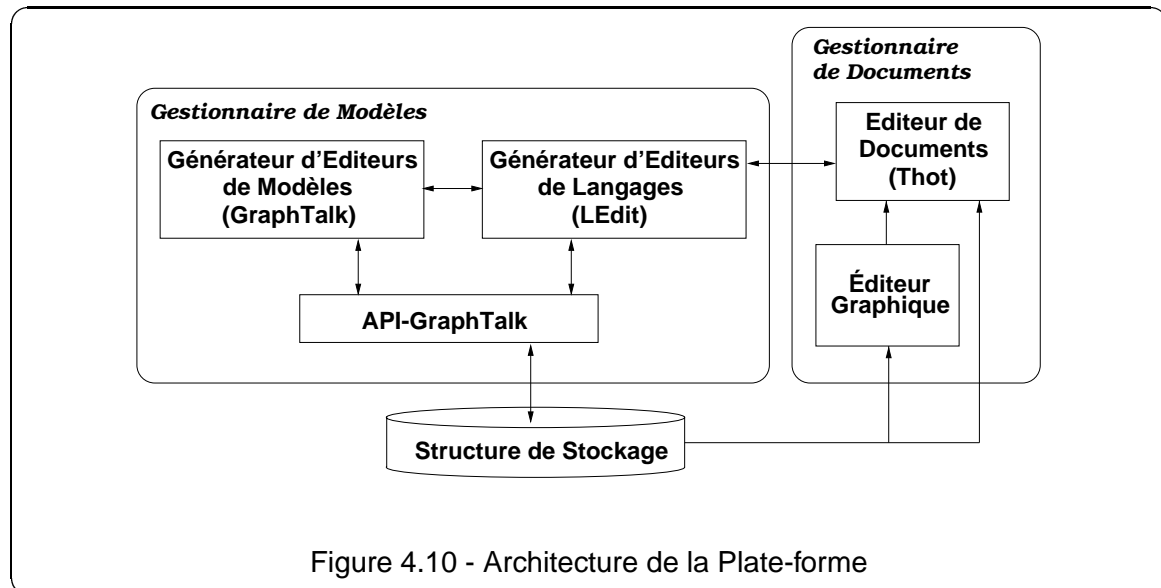 Gestionnaire
de Documents
Gestionnaire de Modèles
Générateur d'Editeurs
de Modèles
(GraphTalk)
Générateur d'Editeurs
de Langages
(LEdit)
Editeur de
Documents
(Thot)
Éditeur
Graphique
API-GraphTalk
Structure de Stockage
Figure 4.10 - Architecture de la Plate-forme